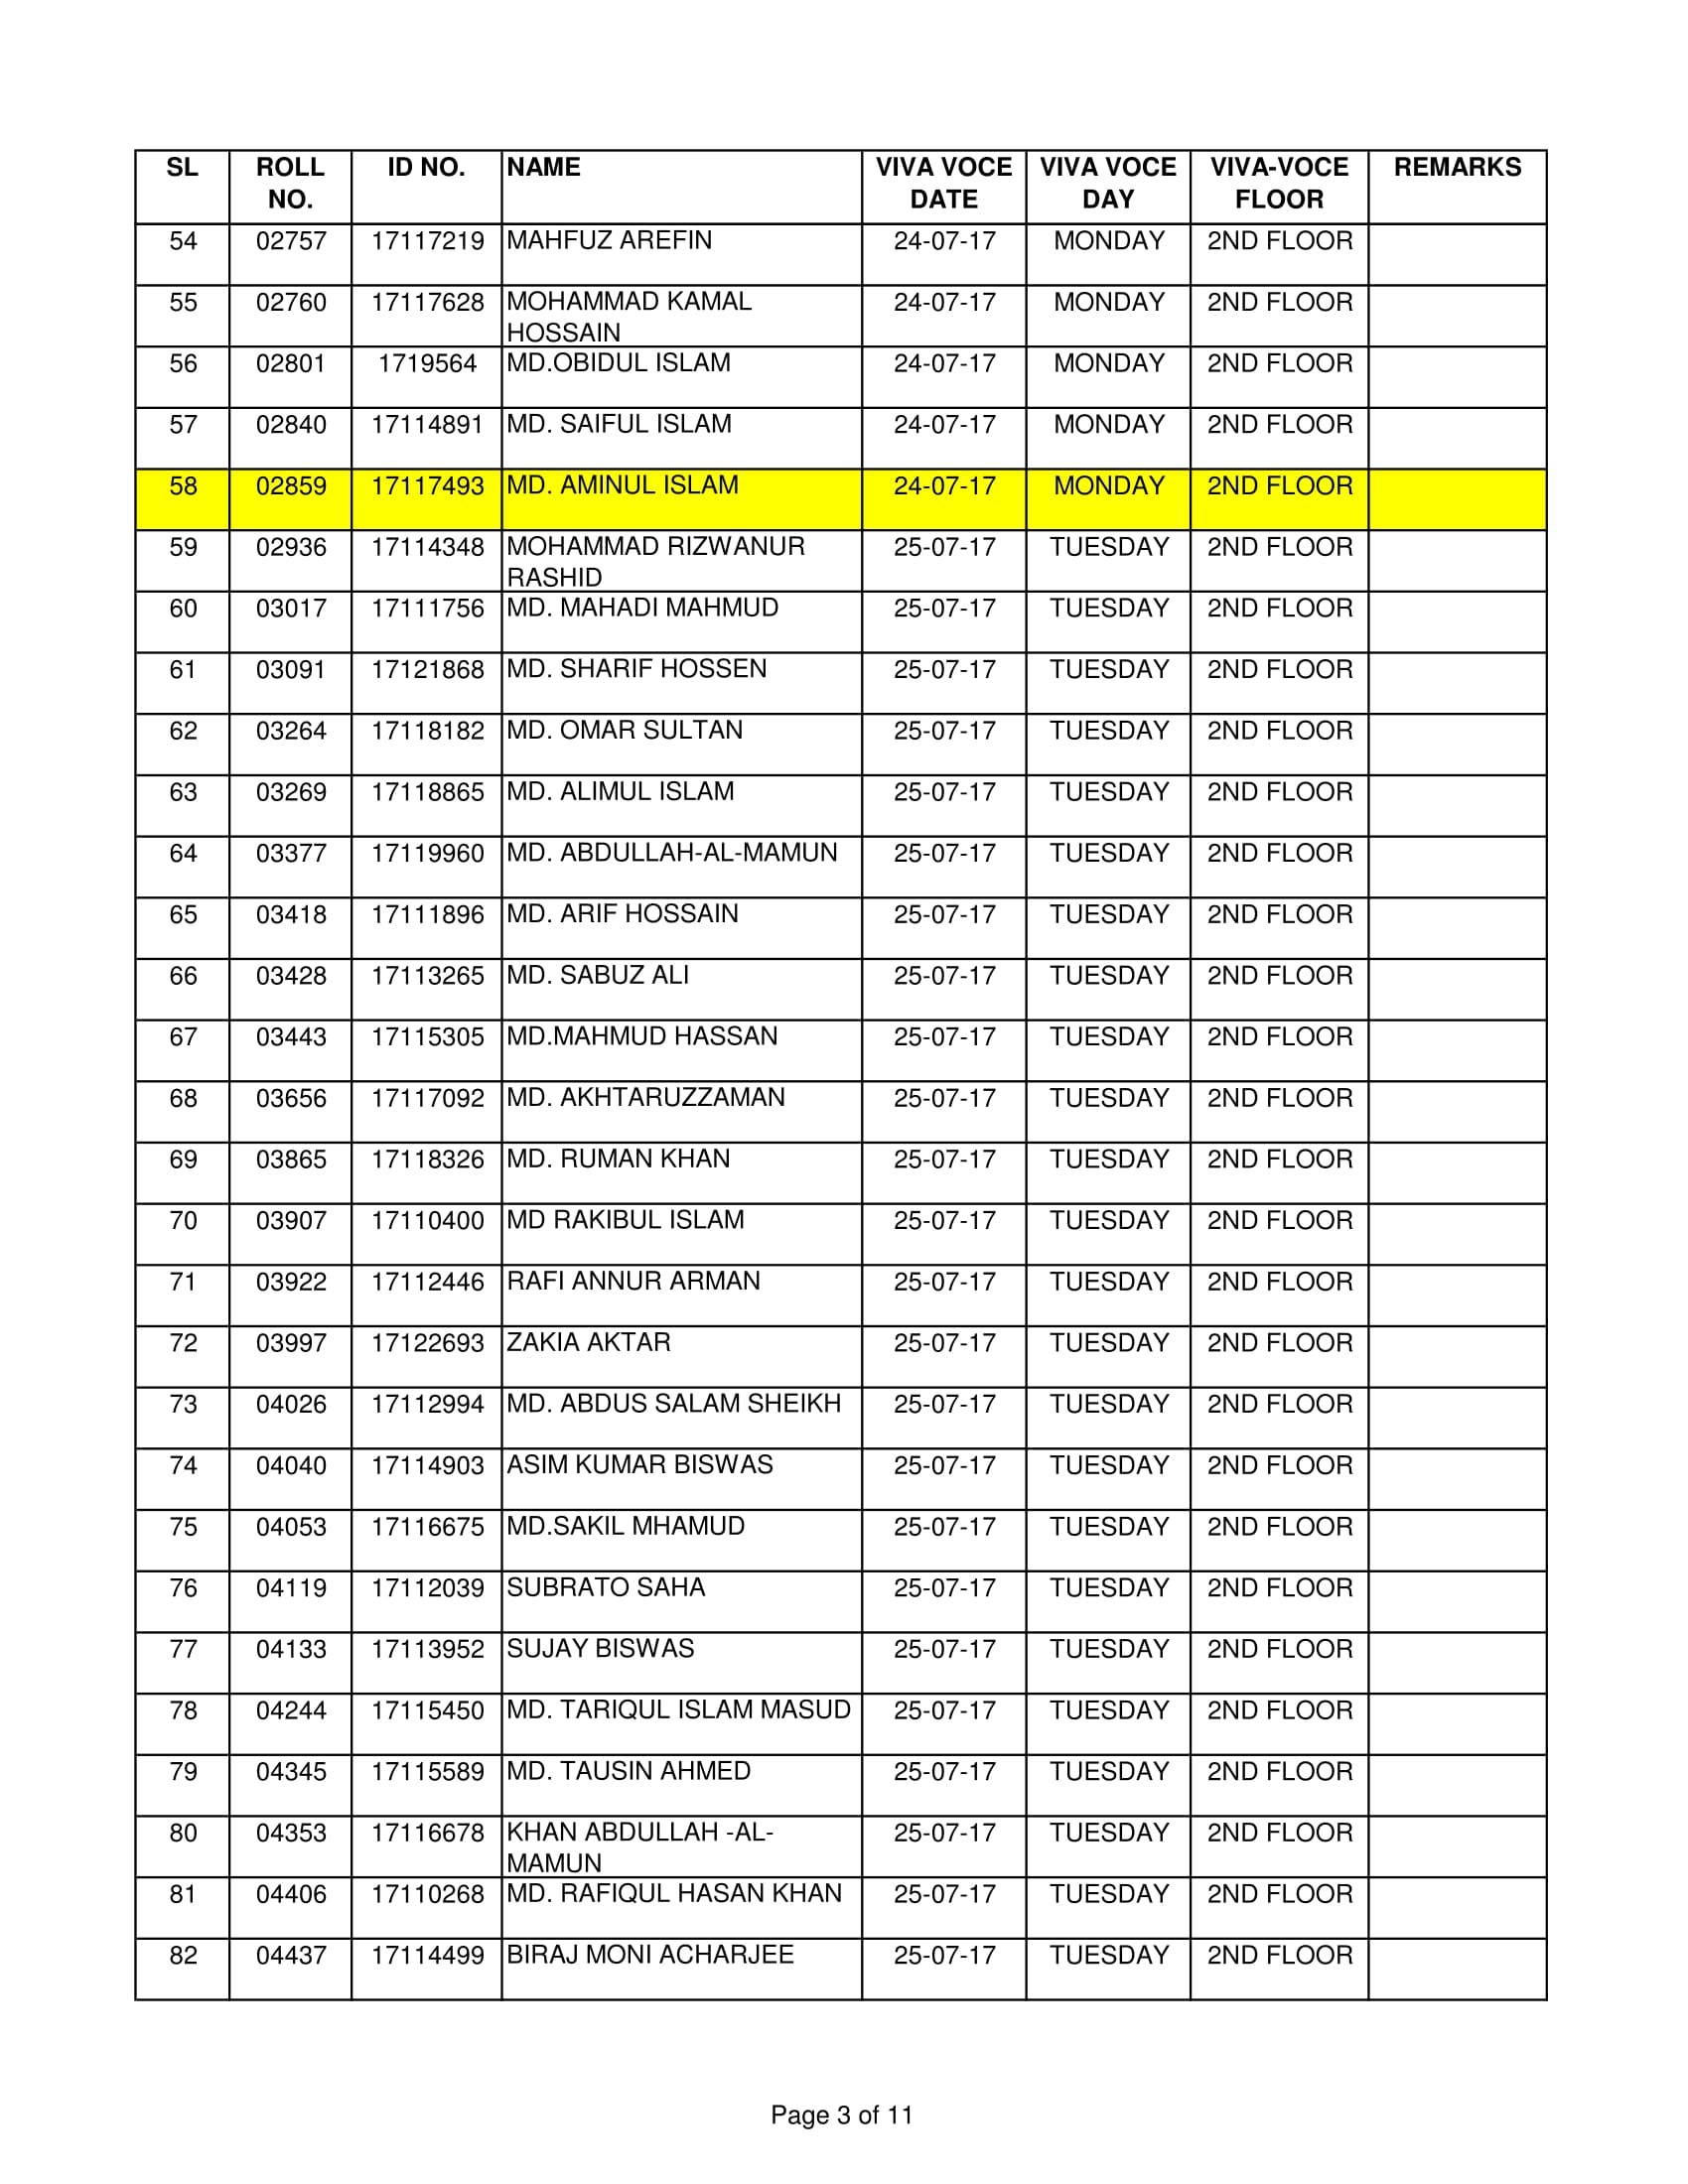 SL ROLL NO. ID NO. NAME VIVA VOCE DATE VIVA VOCE DAY VIVA-VOCE FLOOR REMARKS
54 02757 17117219 MAHFUZ AREFIN 24-07-17 MONDAY 2ND FLOOR
55 02760 17117628 MOHAMMAD KAMAL HOSSAIN 24-07-17 MONDAY 2ND FLOOR
56 02801 1719564 MD.OBIDUL ISLAM 24-07-17 MONDAY 2ND FLOOR
57 02840 17114891 MD. SAIFUL ISLAM 24-07-17 MONDAY 2ND FLOOR
58 02859 17117493 MD. AMINUL ISLAM 24-07-17 MONDAY 2ND FLOOR
59 02936 17114348 MOHAMMAD RIZWANUR RASHID 25-07-17 TUESDAY 2ND FLOOR
60 03017 17111756 MD. MAHADI MAHMUD 25-07-17 TUESDAY 2ND FLOOR
61 03091 17121868 MD. SHARIF HOSSEN 25-07-17 TUESDAY 2ND FLOOR
62 03264 17118182 MD. OMAR SULTAN 25-07-17 TUESDAY 2ND FLOOR
63 03269 17118865 MD. ALIMUL ISLAM 25-07-17 TUESDAY 2ND FLOOR
64 03377 17119960 MD. ABDULLAH-AL-MAMUN 25-07-17 TUESDAY 2ND FLOOR
65 03418 17111896 MD. ARIF HOSSAIN 25-07-17 TUESDAY 2ND FLOOR
66 03428 17113265 MD. SABUZ ALI 25-07-17 TUESDAY 2ND FLOOR
67 03443 17115305 MD.MAHMUD HASSAN 25-07-17 TUESDAY 2ND FLOOR
68 03656 17117092 MD. AKHTARUZZAMAN 25-07-17 TUESDAY 2ND FLOOR
69 03865 17118326 MD. RUMAN KHAN 25-07-17 TUESDAY 2ND FLOOR
70 03907 17110400 MD RAKIBUL ISLAM 25-07-17 TUESDAY 2ND FLOOR
71 03922 17112446 RAFI ANNUR ARMAN 25-07-17 TUESDAY 2ND FLOOR
72 03997 17122693 ZAKIA AKTAR 25-07-17 TUESDAY 2ND FLOOR
73 04026 17112994 MD. ABDUS SALAM SHEIKH 25-07-17 TUESDAY 2ND FLOOR
74 04040 17114903 ASIM KUMAR BISWAS 25-07-17 TUESDAY 2ND FLOOR
75 04053 17116675 MD.SAKIL MHAMUD 25-07-17 TUESDAY 2ND FLOOR
76 04119 17112039 SUBRATO SAHA 25-07-17 TUESDAY 2ND FLOOR
77 04133 17113952 SUJAY BISWAS 25-07-17 TUESDAY 2ND FLOOR
78 04244 17115450 MD. TARIQUL ISLAM MASUD 25-07-17 TUESDAY 2ND FLOOR
79 04345 17115589 MD. TAUSIN AHMED 25-07-17 TUESDAY 2ND FLOOR
80 04353 17116678 KHAN ABDULLAH -AL-MAMUN 25-07-17 TUESDAY 2ND FLOOR
81 04406 17110268 MD. RAFIQUL HASAN KHAN 25-07-17 TUESDAY 2ND FLOOR
82 04437 17114499 BIRAJ MONI ACHARJEE 25-07-17 TUESDAY 2ND FLOOR
Page 3 of 11